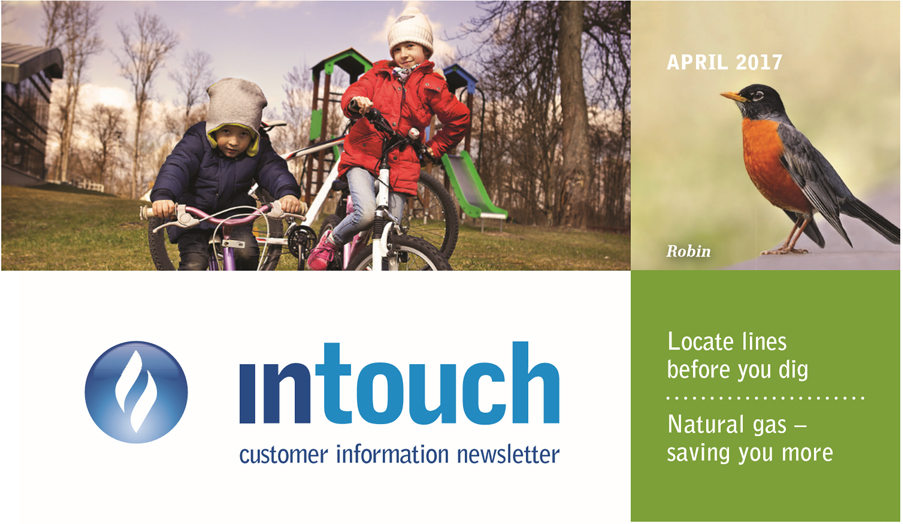 APRIL 2017
Robin
intouch
customer information newsletter
Locate lines
before you dig
Natural gas –
saving you more